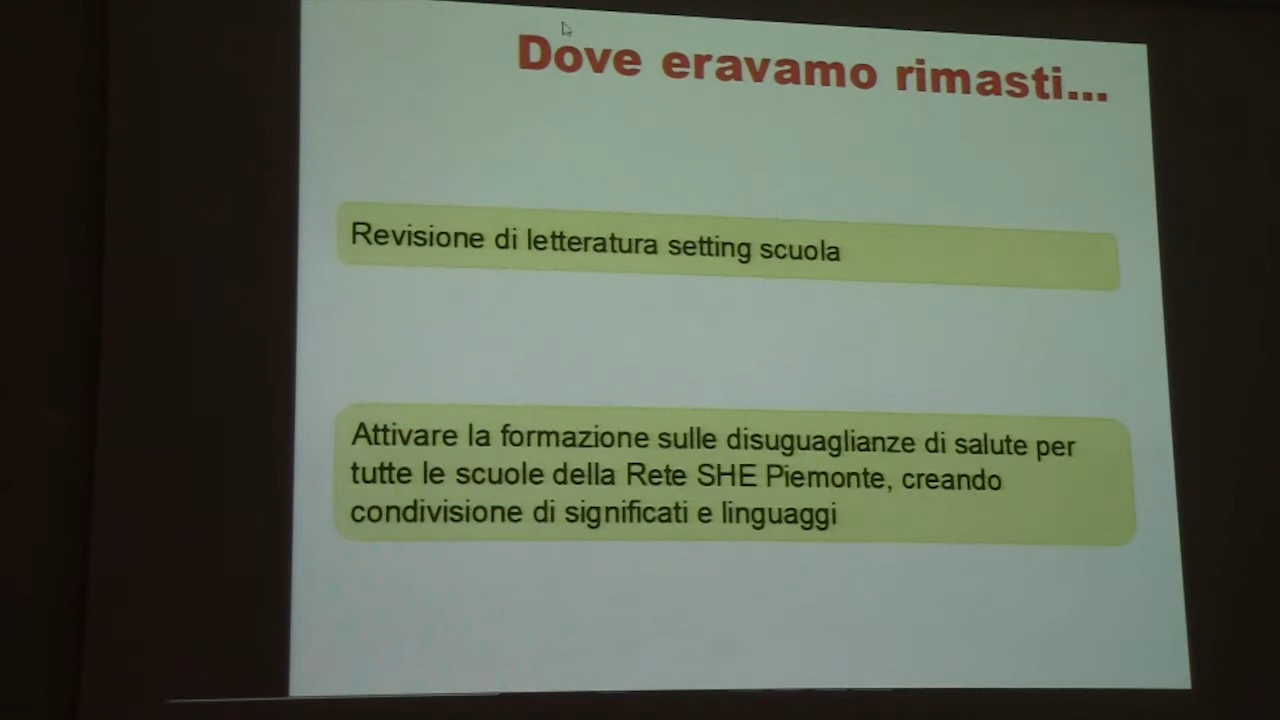 Dove eravamo rimasti...
Revisione di letteratura setting scuola
Attivare la formazione sulle disuguaglianze di salute per
tutte le scuole della Rete SHE Piemonte, creando
condivisione di significati e linguaggi